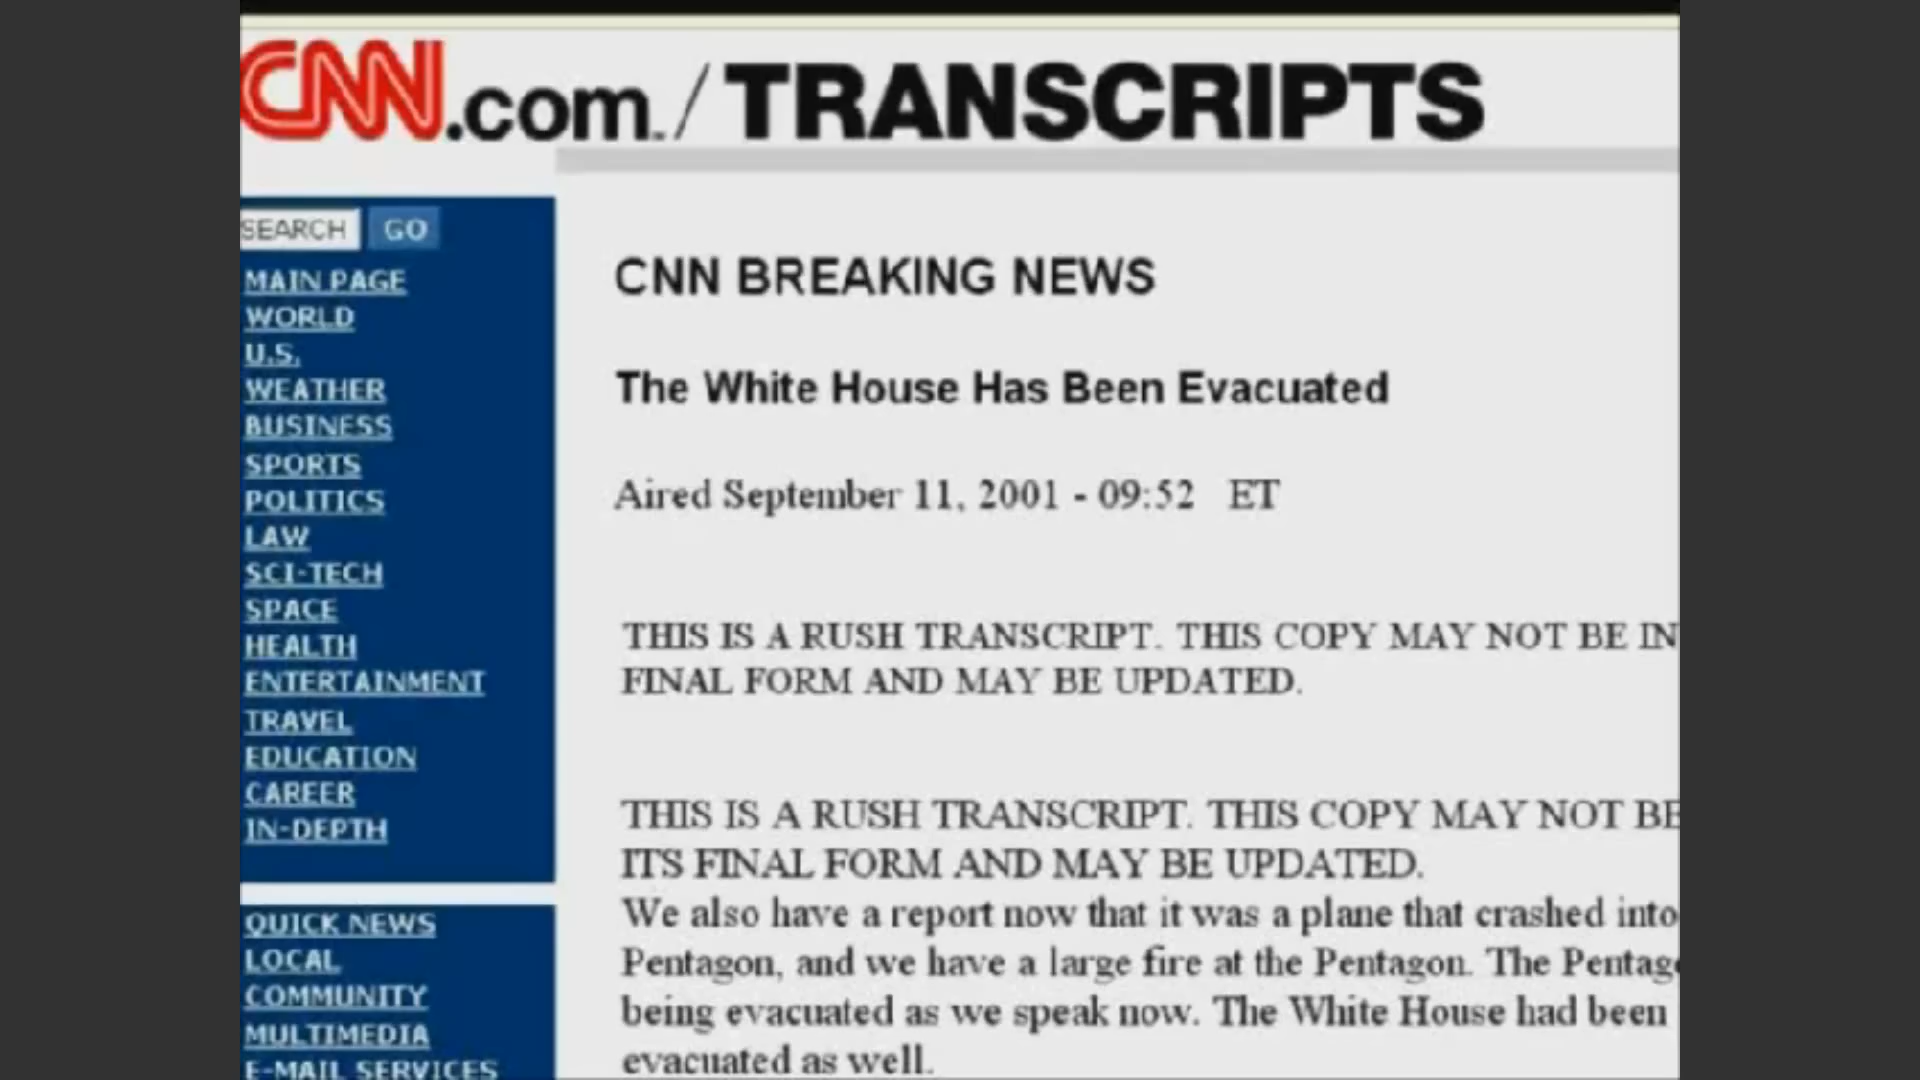 CNN.com./TRANSCRIPTS
SEARCH GO
MAIN PAGE
WORLD
U.S.
WEATHER
BUSINESS
SPORTS
POLITICS
LAW
SCI-TECH
SPACE
HEALTH
ENTERTAINMENT
TRAVEL
EDUCATION
CAREER
IN-DEPTH
QUICK NEWS
LOCAL
COMMUNITY
MULTIMEDIA
E-MAIL SERVICES
CNN BREAKING NEWS
The White House Has Been Evacuated
Aired September 11, 2001 - 09:52 ET
THIS IS A RUSH TRANSCRIPT. THIS COPY MAY NOT BE IN
FINAL FORM AND MAY BE UPDATED.
THIS IS A RUSH TRANSCRIPT. THIS COPY MAY NOT BE
ITS FINAL FORM AND MAY BE UPDATED.
We also have a report now that it was a plane that crashed into
Pentagon, and we have a large fire at the Pentagon. The Pentag
being evacuated as we speak now. The White House had been
evacuated as well.